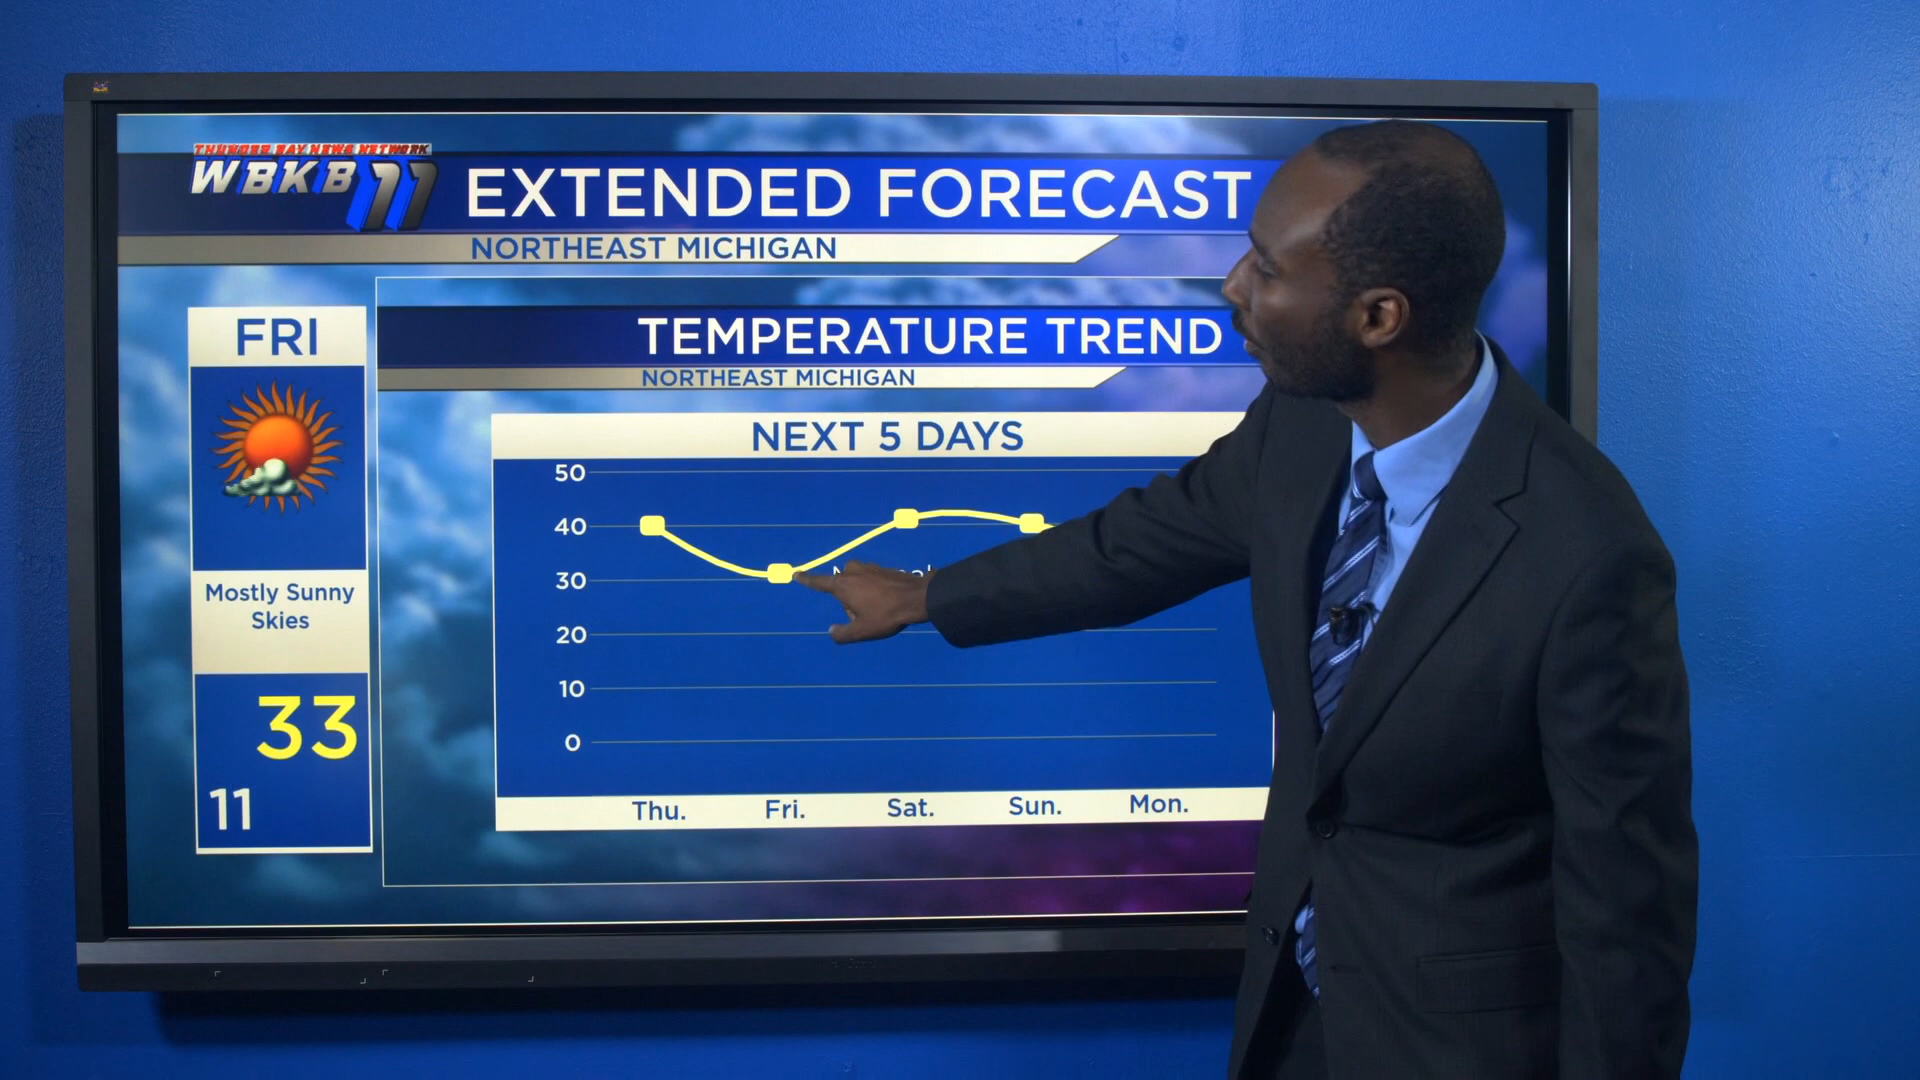 THUNDER BAY NEWS NETWORK
WBKB 11
EXTENDED FORECAST
NORTHEAST MICHIGAN
FRI
Mostly Sunny
Skies
33
11
TEMPERATURE TREND
NORTHEAST MICHIGAN
NEXT 5 DAYS
50
40
30
20
10
0
Thu. Fri. Sat. Sun. Mon.